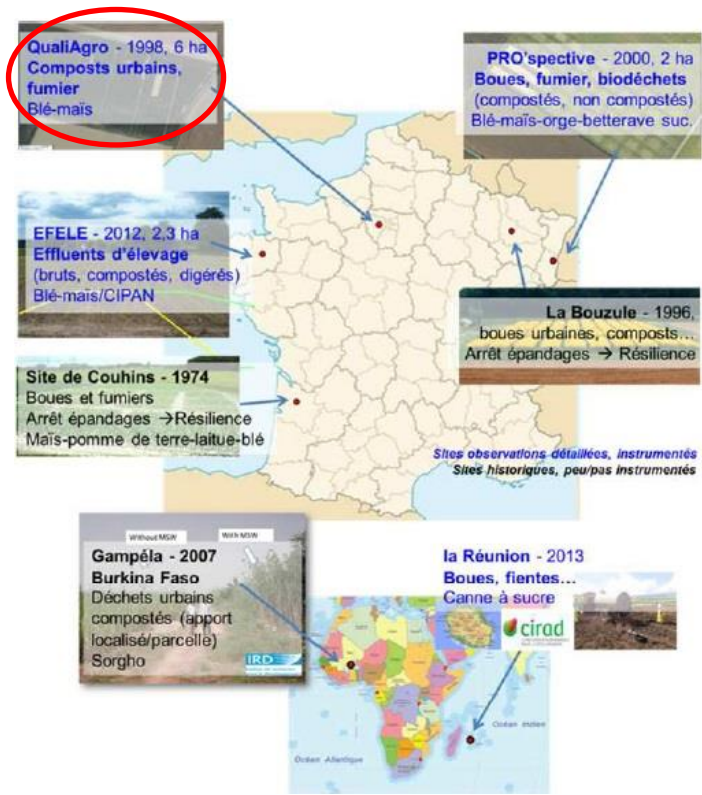 QualiAgro - 1998, 6 ha
Composts urbains,
fumier
Blé-maïs
PRO'spective - 2000, 2 ha
Boues, fumier, biodéchets
(compostés, non compostés)
Blé-maïs-orge-betterave suc.
EFELE - 2012, 2,3 ha
Effluents d'élevage
(bruts, compostés, digérés)
Blé-maïs/CIPAN
La Bouzule - 1996,
boues urbaines, composts...
Arrêt épandages → Résilience
Site de Couhins - 1974
Boues et fumiers
Arrêt épandages →Résilience
Maïs-pomme de terre-laitue-blé
Sites observations détaillées, instrumentés
Sites historiques, peu/pas instrumentés
Without MSW
With MSW
Gampéla - 2007
Burkina Faso
Déchets urbains
compostés (apport
localisé/parcelle)
Sorgho
IRD
la Réunion - 2013
Boues, fientes...
Canne à sucre
cirad
Océan Indien
Océan Atlantique